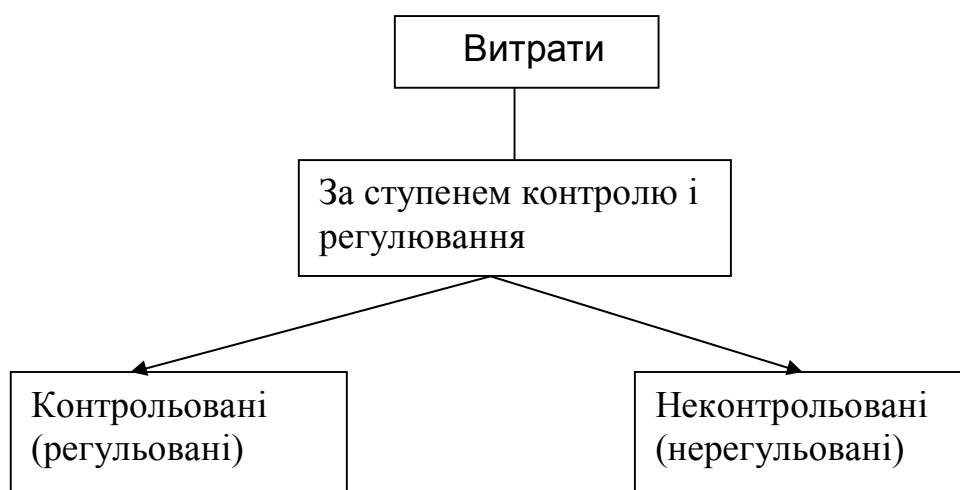 Витрати
За ступенем контролю і
регулювання
Контрольовані
(регульовані)
Неконтрольовані
(нерегульовані)